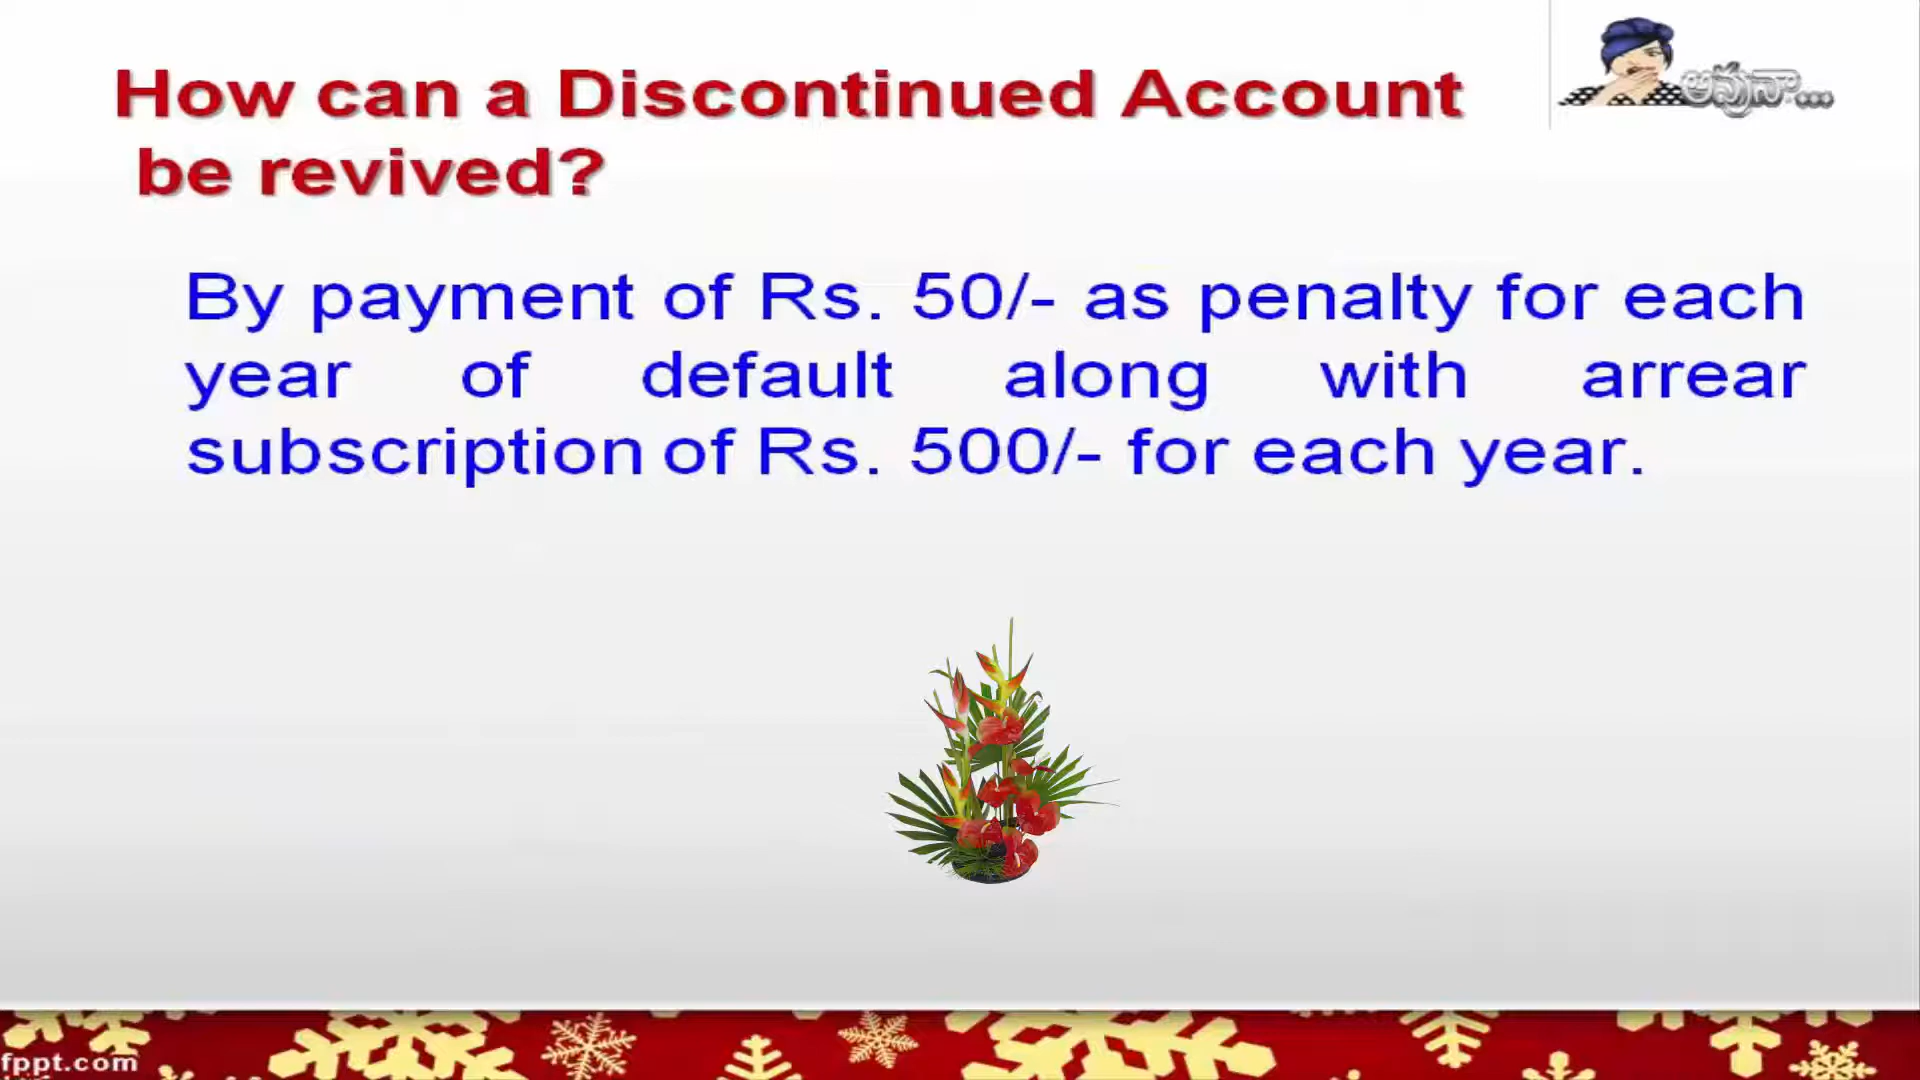 How can a Discontinued Account
be revived?
అవునా...
By payment of Rs. 50/- as penalty for each
year of default along with arrear
subscription of Rs. 500/- for each year.
fppt.com